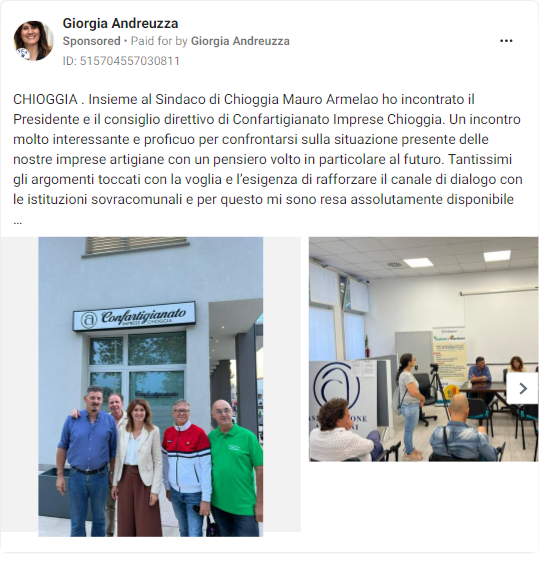 Giorgia Andreuzza
Sponsored • Paid for by Giorgia Andreuzza
ID: 515704557030811
CHIOGGIA . Insieme al Sindaco di Chioggia Mauro Armelao ho incontrato il
Presidente e il consiglio direttivo di Confartigianato Imprese Chioggia. Un incontro
molto interessante e proficuo per confrontarsi sulla situazione presente delle
nostre imprese artigiane con un pensiero volto in particolare al futuro. Tantissimi
gli argomenti toccati con la voglia e l’esigenza di rafforzare il canale di dialogo con
le istituzioni sovracomunali e per questo mi sono resa assolutamente disponibile
...
Confartigianato
IMPRESE CHIOGGIA